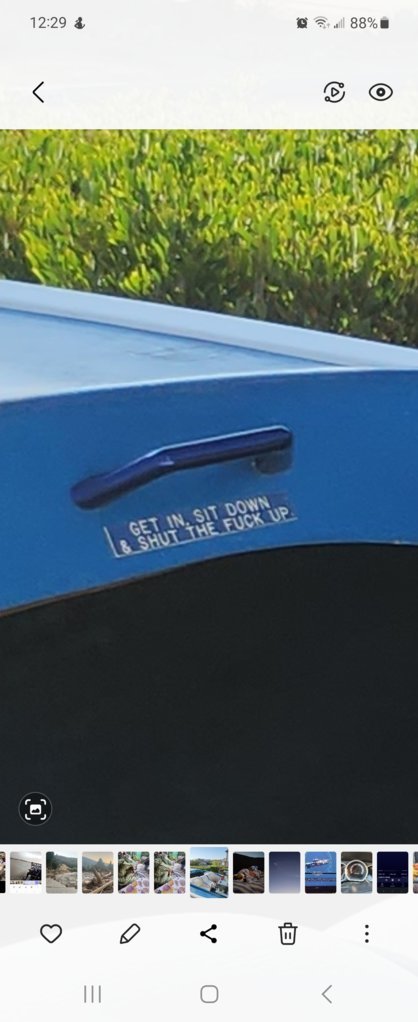 12:29
88%
GET IN, SIT DOWN
& SHUT THE FUCK UP.